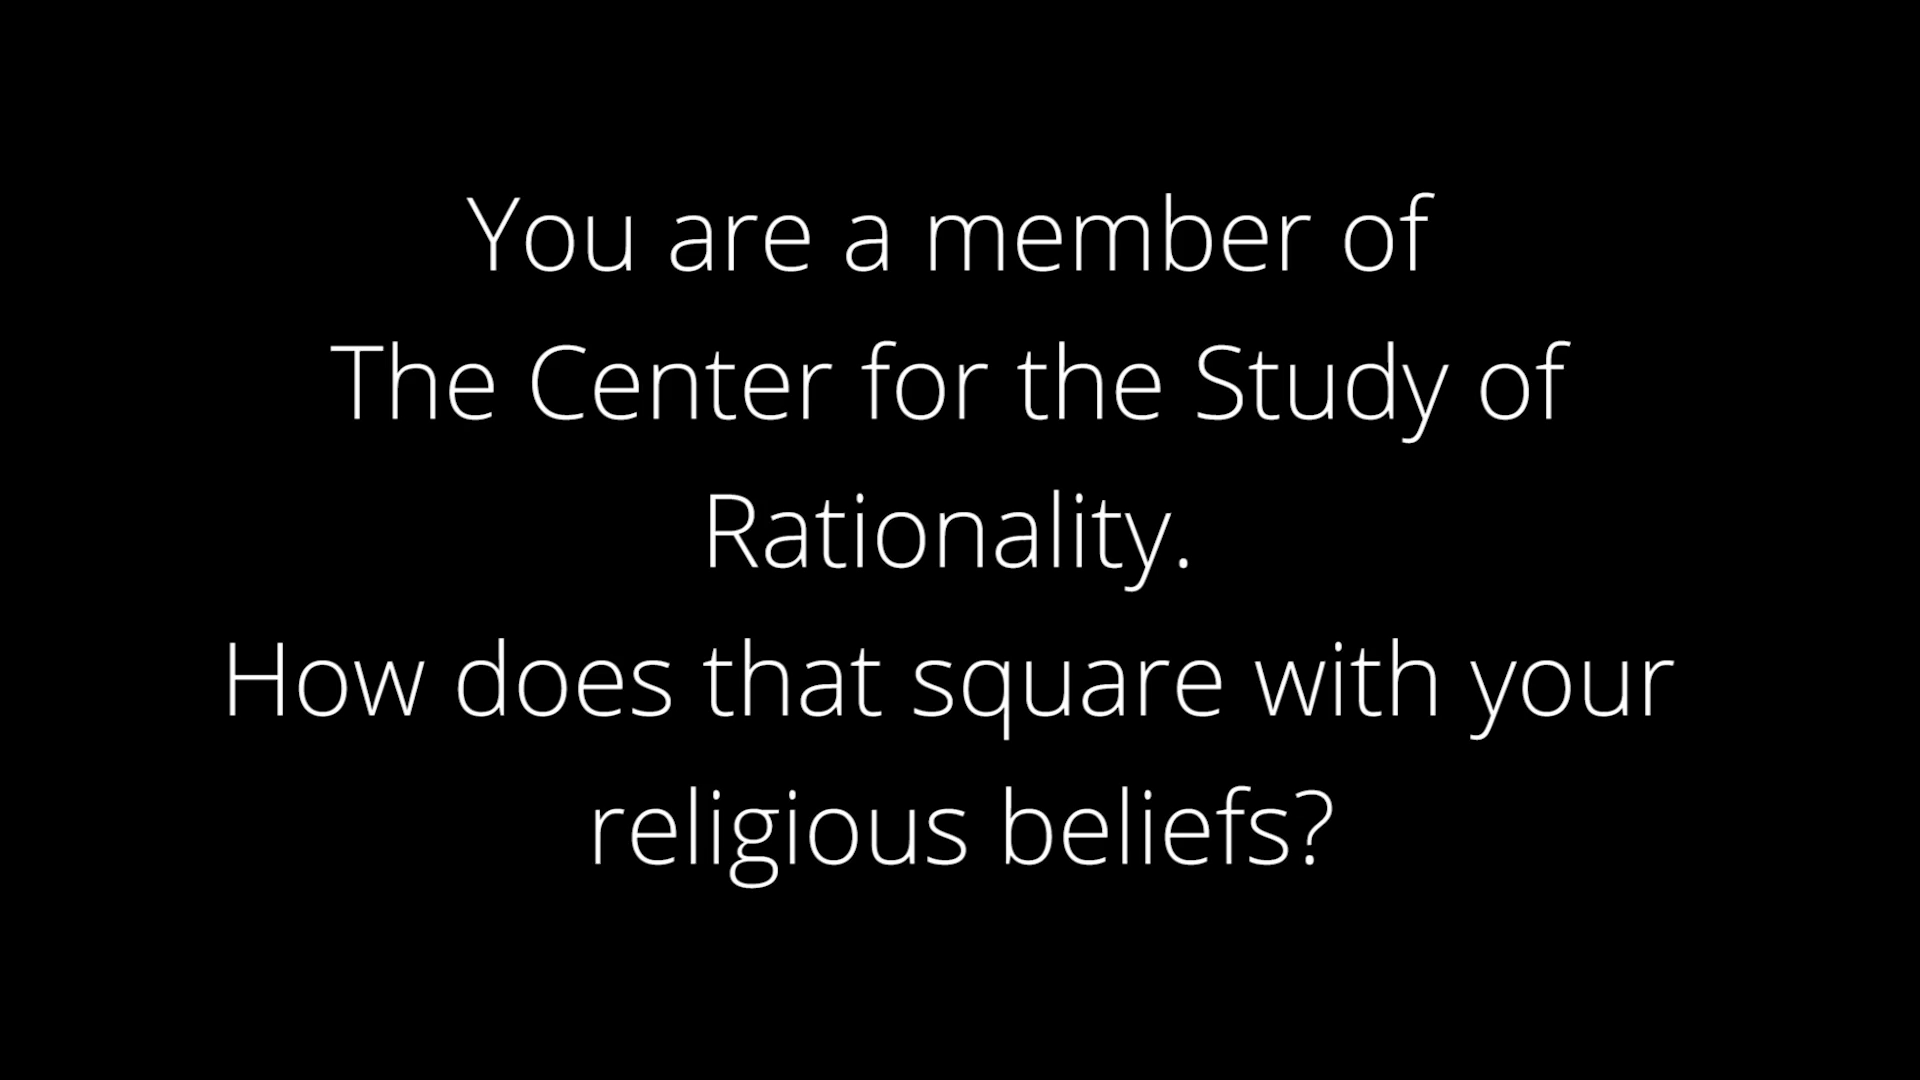 You are a member of
The Center for the Study of
Rationality.
How does that square with your
religious beliefs?